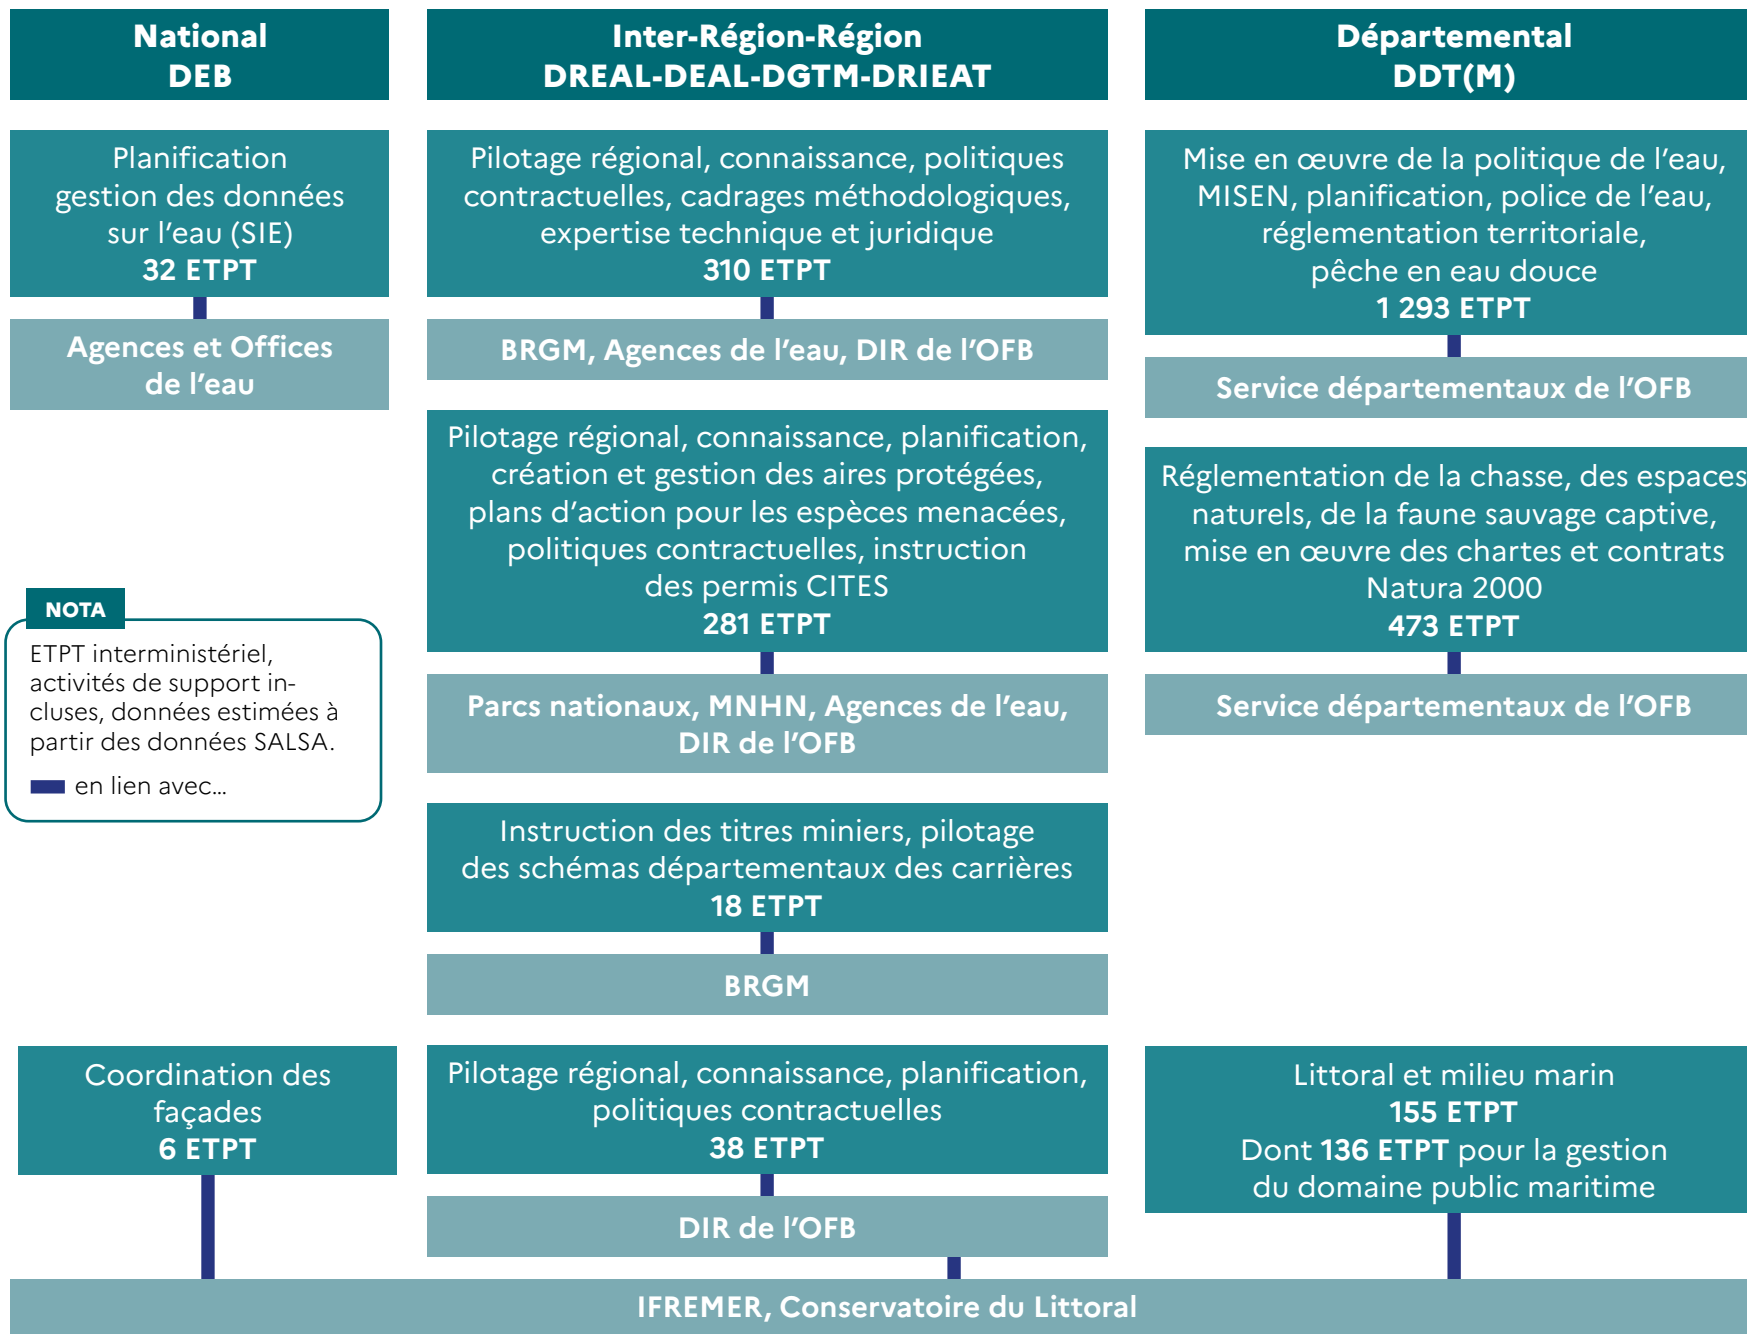 National
DEB
Planification
gestion des données
sur l’eau (SIE)
32 ETPT
Agences et Offices
de l’eau
NOTA
ETPT interministériel,
activités de support in-
cluses, données estimées à
partir des données SALSA.
en lien avec…
Coordination des
façades
6 ETPT
Inter-Région-Région
DREAL-DEAL-DGTM-DRIEAT
Pilotage régional, connaissance, politiques
contractuelles, cadrages méthodologiques,
expertise technique et juridique
310 ETPT
BRGM, Agences de l’eau, DIR de l’OFB
Pilotage régional, connaissance, planification,
création et gestion des aires protégées,
plans d’action pour les espèces menacées,
politiques contractuelles, instruction
des permis CITES
281 ETPT
Parcs nationaux, MNHN, Agences de l’eau,
DIR de l’OFB
Instruction des titres miniers, pilotage
des schémas départementaux des carrières
18 ETPT
BRGM
Pilotage régional, connaissance, planification,
politiques contractuelles
38 ETPT
DIR de l’OFB
Départemental
DDT(M)
Mise en œuvre de la politique de l’eau,
MISEN, planification, police de l’eau,
réglementation territoriale,
pêche en eau douce
1 293 ETPT
Service départementaux de l’OFB
Réglementation de la chasse, des espaces
naturels, de la faune sauvage captive,
mise en œuvre des chartes et contrats
Natura 2000
473 ETPT
Service départementaux de l’OFB
Littoral et milieu marin
155 ETPT
Dont 136 ETPT pour la gestion
du domaine public maritime
IFREMER, Conservatoire du Littoral